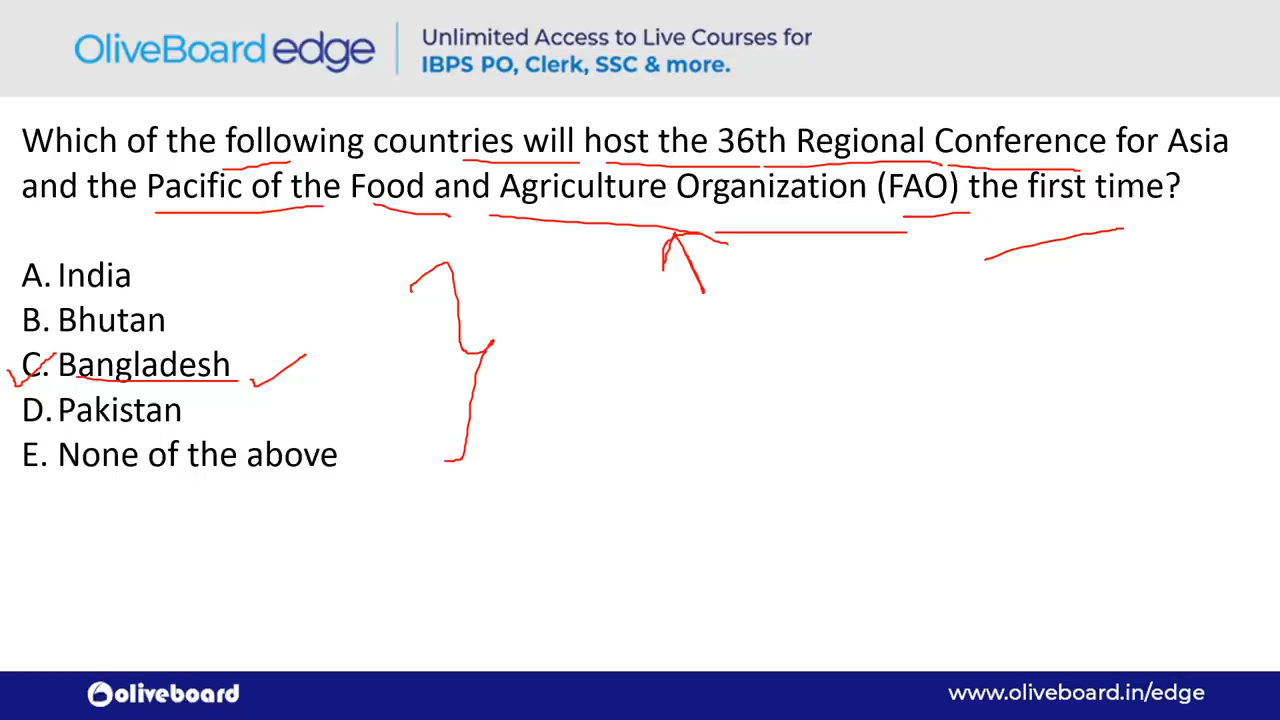 OliveBoard edge
Unlimited Access to Live Courses for
IBPS PO, Clerk, SSC & more.
Which of the following countries will host the 36th Regional Conference for Asia
and the Pacific of the Food and Agriculture Organization (FAO) the first time?
A. India
B. Bhutan
C. Bangladesh
D. Pakistan
E. None of the above
oliveboard
www.oliveboard.in/edge